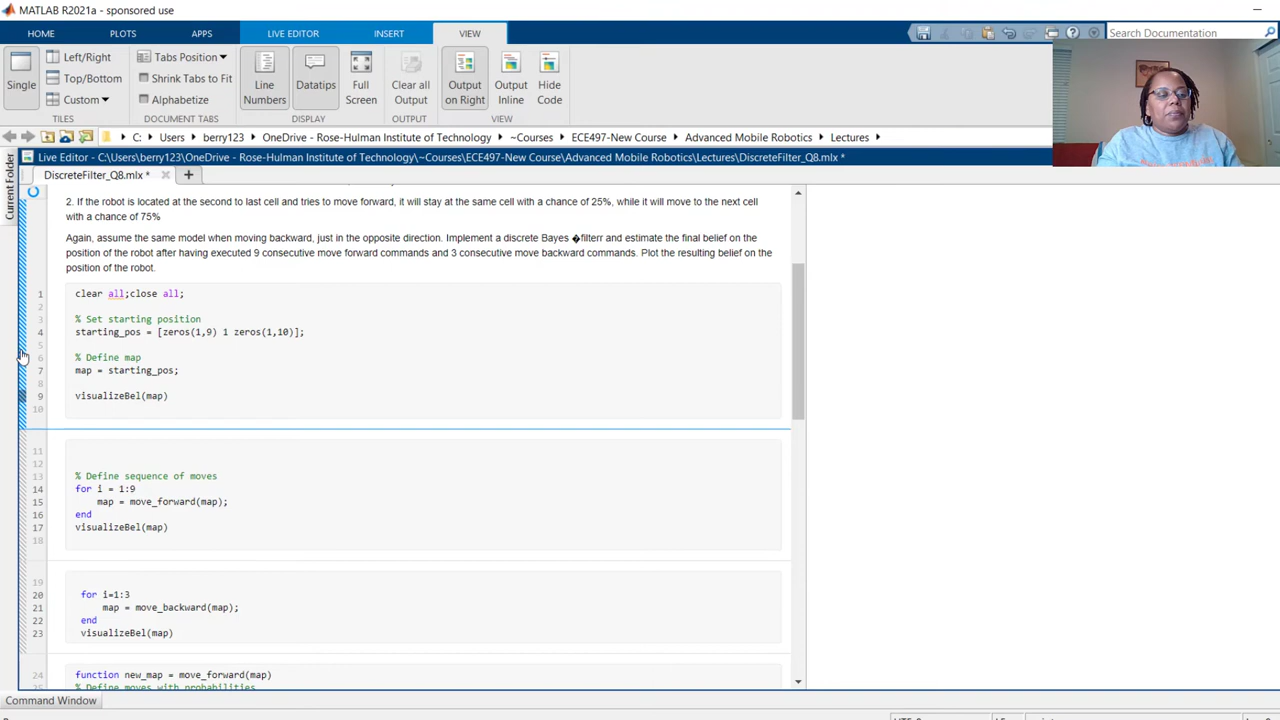 MATLAB R2021a - sponsored use
HOME PLOTS APPS LIVE EDITOR INSERT VIEW Search Documentation
Left/Right Tabs Position
Top/Bottom Shrink Tabs to Fit
Single Custom Alphabetize Line Numbers Datatips Full Screen Clear all Output Output on Right Output Inline Hide Code
TILES DOCUMENT TABS DISPLAY OUTPUT VIEW
C: Users berry123 OneDrive - Rose-Hulman Institute of Technology ~Courses ECE497-New Course Advanced Mobile Robotics Lectures
Current Folder
Live Editor - C:\Users\berry123\OneDrive - Rose-Hulman Institute of Technology\~Courses\ECE497-New Course\Advanced Mobile Robotics\Lectures\DiscreteFilter_Q8.mlx *
DiscreteFilter_Q8.mlx *
2. If the robot is located at the second to last cell and tries to move forward, it will stay at the same cell with a chance of 25%, while it will move to the next cell
with a chance of 75%
Again, assume the same model when moving backward, just in the opposite direction. Implement a discrete Bayes �filterr and estimate the final belief on the
position of the robot after having executed 9 consecutive move forward commands and 3 consecutive move backward commands. Plot the resulting belief on the
position of the robot.
1 clear all;close all;
2
3 % Set starting position
4 starting_pos = [zeros(1,9) 1 zeros(1,10)];
5
6 % Define map
7 map = starting_pos;
8
9 visualizeBel(map)
10
11
12
13 % Define sequence of moves
14 for i = 1:9
15 map = move_forward(map);
16 end
17 visualizeBel(map)
18
19
20 for i=1:3
21 map = move_backward(map);
22 end
23 visualizeBel(map)
24 function new_map = move_forward(map)
25 % Define moves with probabilities
Command Window